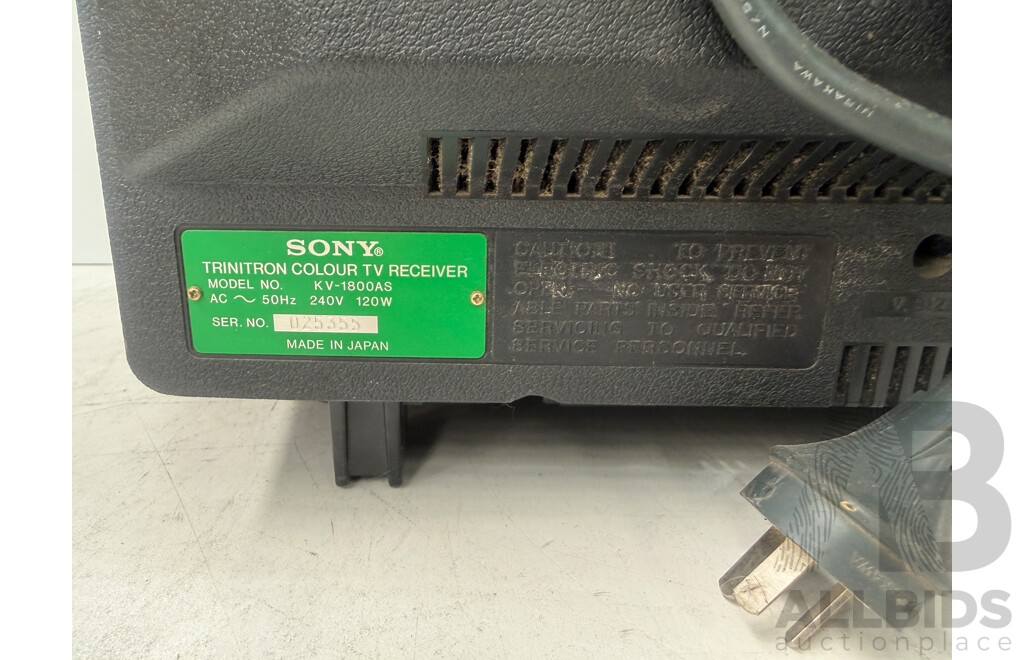 HIRAKAWA
SONY®
TRINITRON COLOUR TV RECEIVER
MODEL NO. KV-1800AS
AC ~ 50Hz 240V 120W
SER. NO. 025355
MADE IN JAPAN
CAUTION: TO PREVENT
ELECTRIC SHOCK, DO NOT
OPEN. NO USER SERVICE
ABLE PARTS INSIDE. REFER
SERVICING TO QUALIFIED
SERVICE PERSONNEL.
B
ALLBIDS
auctionplace